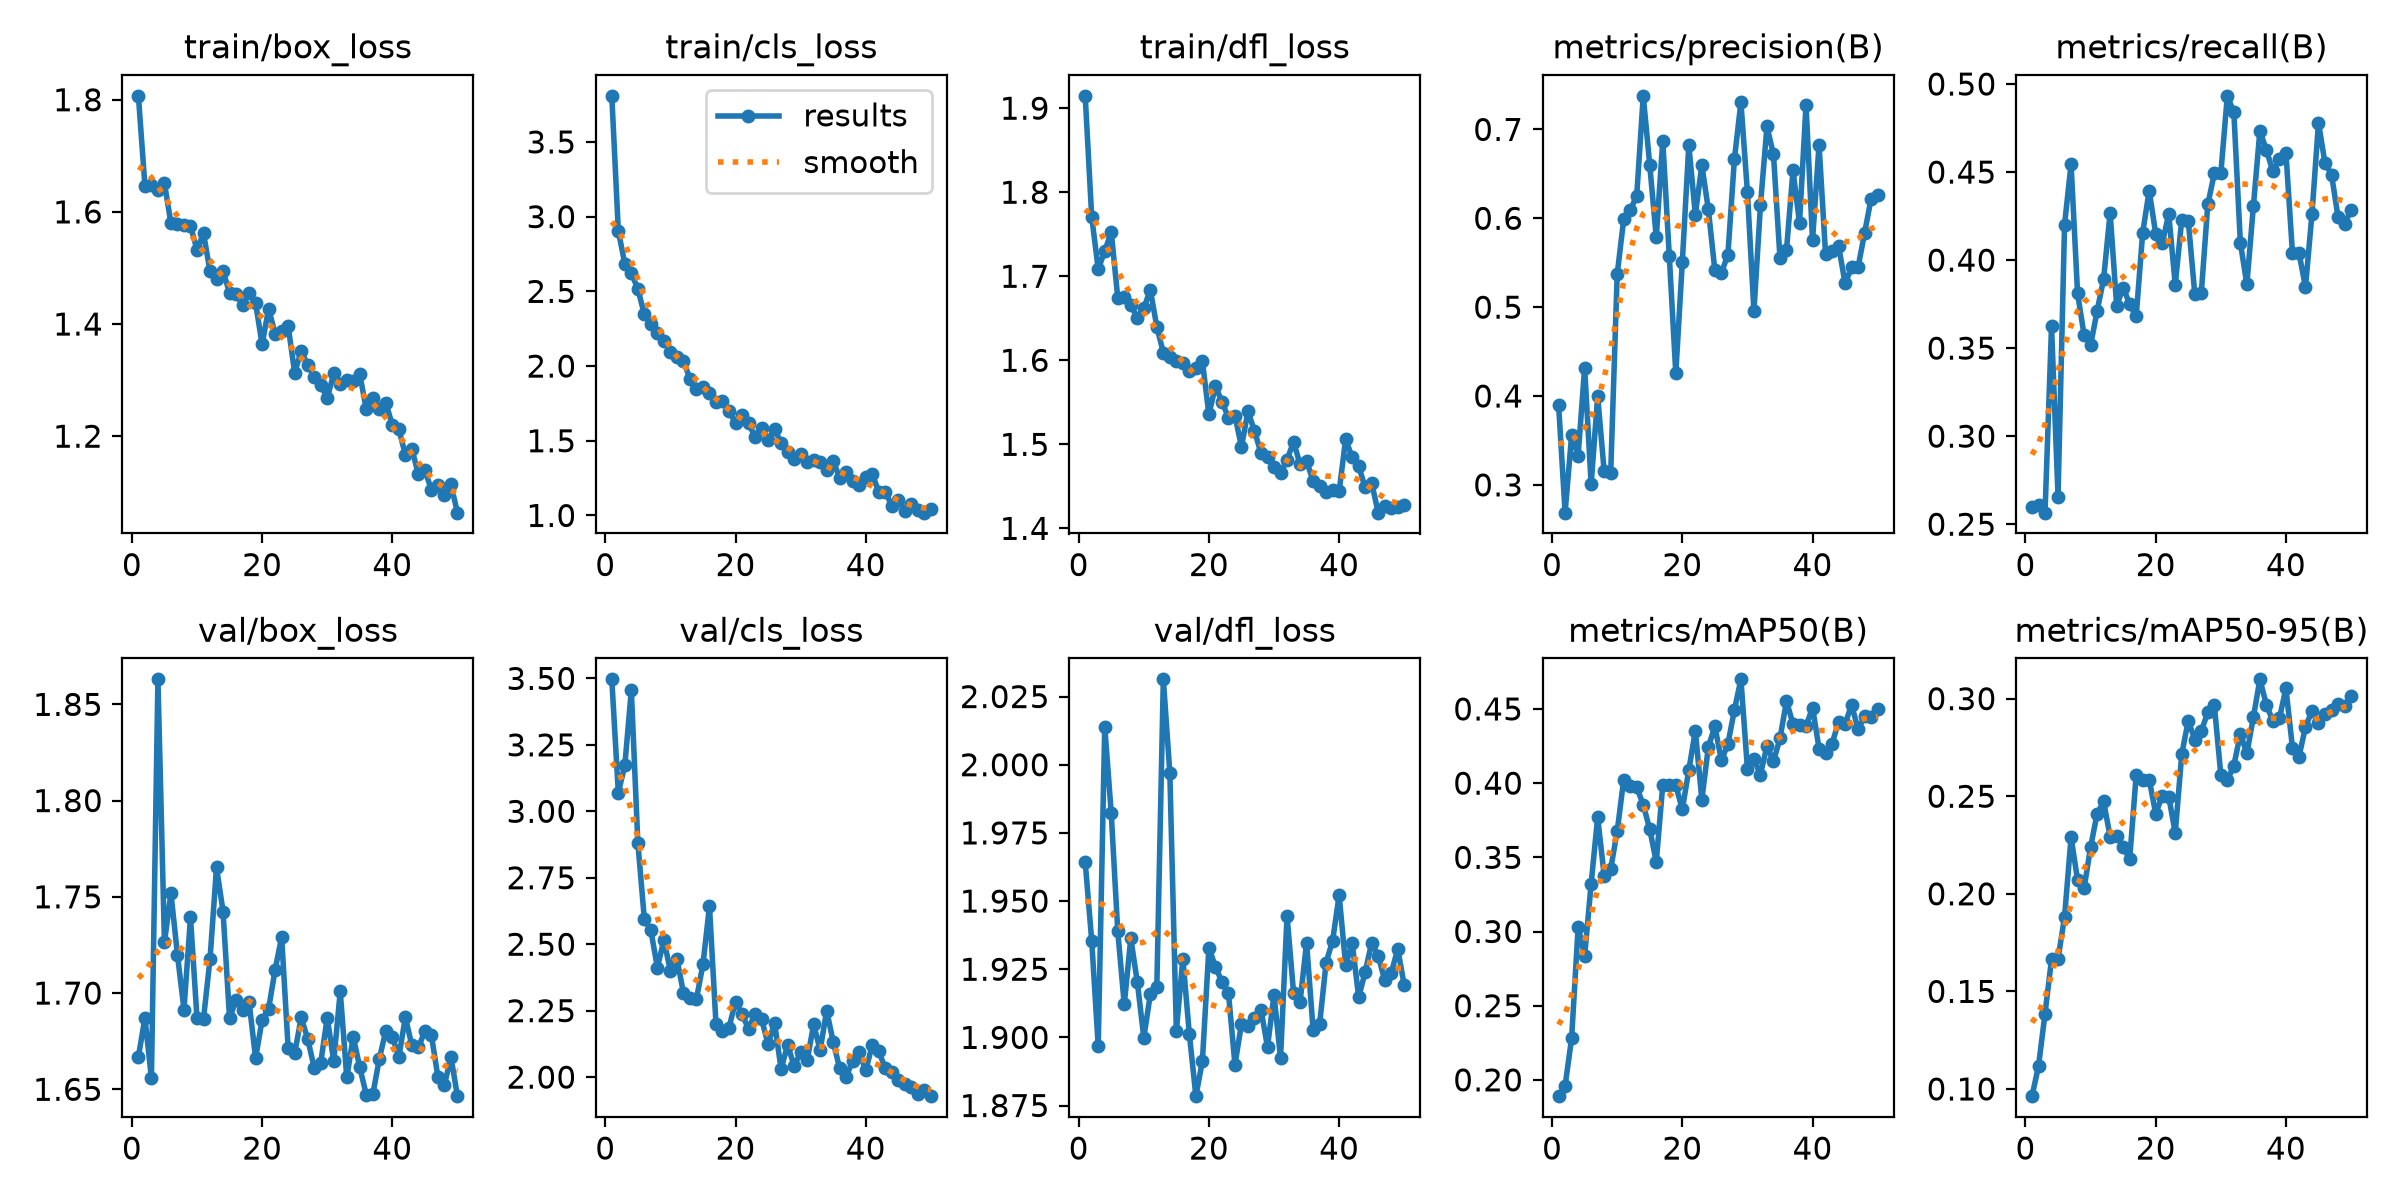 train/box_loss
1.8
1.6
1.4
1.2
0 20 40
train/cls_loss
results
smooth
3.5
3.0
2.5
2.0
1.5
1.0
0 20 40
train/dfl_loss
1.9
1.8
1.7
1.6
1.5
1.4
0 20 40
metrics/precision(B)
0.7
0.6
0.5
0.4
0.3
0 20 40
metrics/recall(B)
0.50
0.45
0.40
0.35
0.30
0.25
0 20 40
val/box_loss
1.85
1.80
1.75
1.70
1.65
0 20 40
val/cls_loss
3.50
3.25
3.00
2.75
2.50
2.25
2.00
0 20 40
val/dfl_loss
2.025
2.000
1.975
1.950
1.925
1.900
1.875
0 20 40
metrics/mAP50(B)
0.45
0.40
0.35
0.30
0.25
0.20
0 20 40
metrics/mAP50-95(B)
0.30
0.25
0.20
0.15
0.10
0 20 40